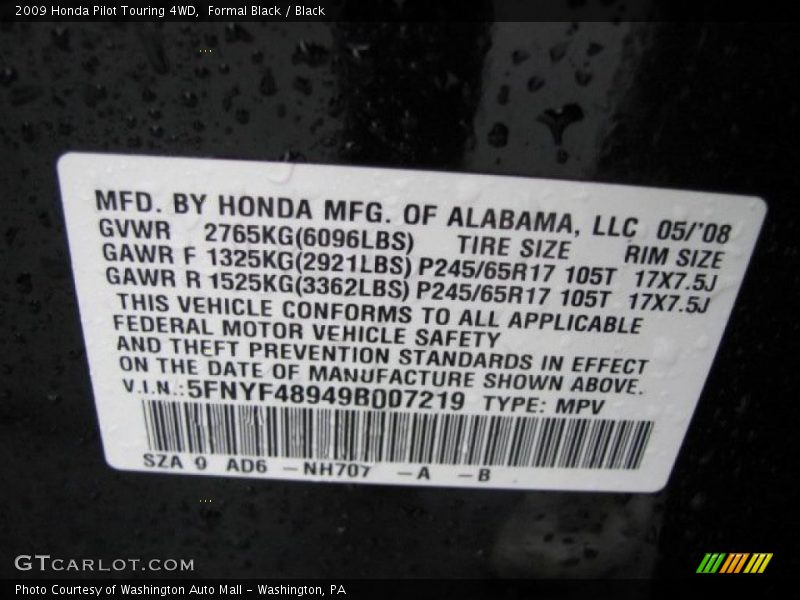 2009 Honda Pilot Touring 4WD,  Formal Black / Black
MFD. BY HONDA MFG. OF ALABAMA, LLC 05/'08
GVWR 2765KG(6096LBS) TIRE SIZE RIM SIZE
GAWR F 1325KG(2921LBS) P245/65R17 105T 17X7.5J
GAWR R 1525KG(3362LBS) P245/65R17 105T 17X7.5J
THIS VEHICLE CONFORMS TO ALL APPLICABLE
FEDERAL MOTOR VEHICLE SAFETY
AND THEFT PREVENTION STANDARDS IN EFFECT
ON THE DATE OF MANUFACTURE SHOWN ABOVE.
V.I.N.:5FNYF48949B007219 TYPE: MPV
SZA 9 AD6 –NH707 –A –B
GTCARLOT.COM
Photo Courtesy of Washington Auto Mall - Washington, PA